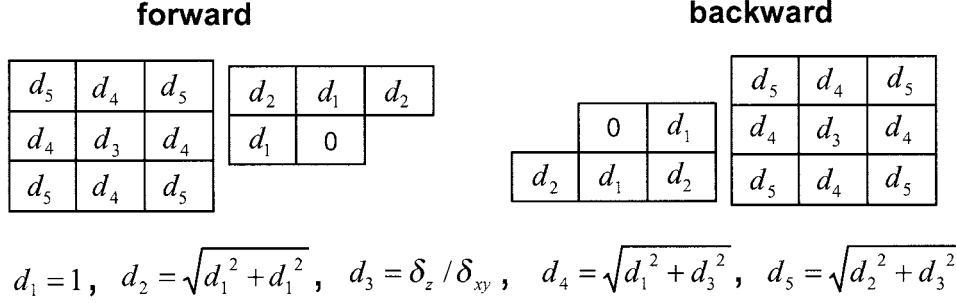 forward backward
d₅ d₄ d₅ d₂ d₁ d₂ d₅ d₄ d₅
d₄ d₃ d₄ d₁ 0 0 d₁ d₄ d₃ d₄
d₅ d₄ d₅ d₂ d₁ d₂ d₅ d₄ d₅
d₁ = 1, d₂ = √(d₁² + d₁²), d₃ = δ_z / δ_xy, d₄ = √(d₁² + d₃²), d₅ = √(d₂² + d₃²)